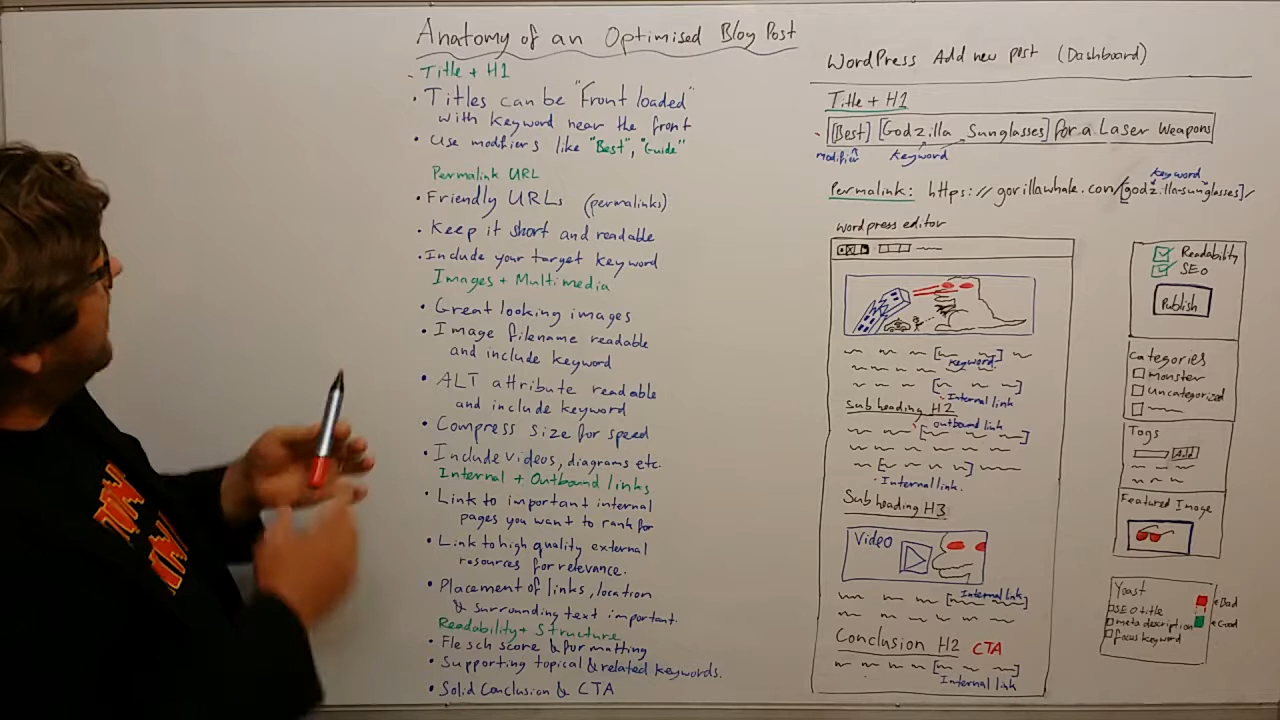 Anatomy of an Optimised Blog Post
- Title + H1
• Titles can be "Front loaded"
with keyword near the front
• Use modifiers like "Best", "Guide"
Permalink URL
• Friendly URLs (permalinks)
• Keep it short and readable
• Include your target keyword
Images + Multimedia
• Great looking images
• Image filename readable
and include keyword
• ALT attribute readable
and include keyword
• Compress size for speed
• Include videos, diagrams etc.
Internal + Outbound links
• Link to important internal
pages you want to rank for
• Link to high quality external
resources for relevance.
• Placement of links, location
& surrounding text important.
Readability + Structure
• Flesch score & formatting
• Supporting topical & related keywords.
• Solid Conclusion & CTA
WordPress Add new post (Dashboard)
Title + H1
- [Best] [Godzilla Sunglasses] for a Laser Weapons
modifier keyword
keyword
Permalink: https://gorillawhale.com/[godzilla-sunglasses]/
wordpress editor
keyword
Internal link
Sub heading H2
outbound link
Internal link.
Sub heading H3
Video
Internal link
Conclusion H2 CTA
Internal link
Readability
SEO
Publish
Categories
Monster
Uncategorized
Tags
Add
Featured Image
Yoast
SEO title
meta description
focus keyword
= Bad
= Good